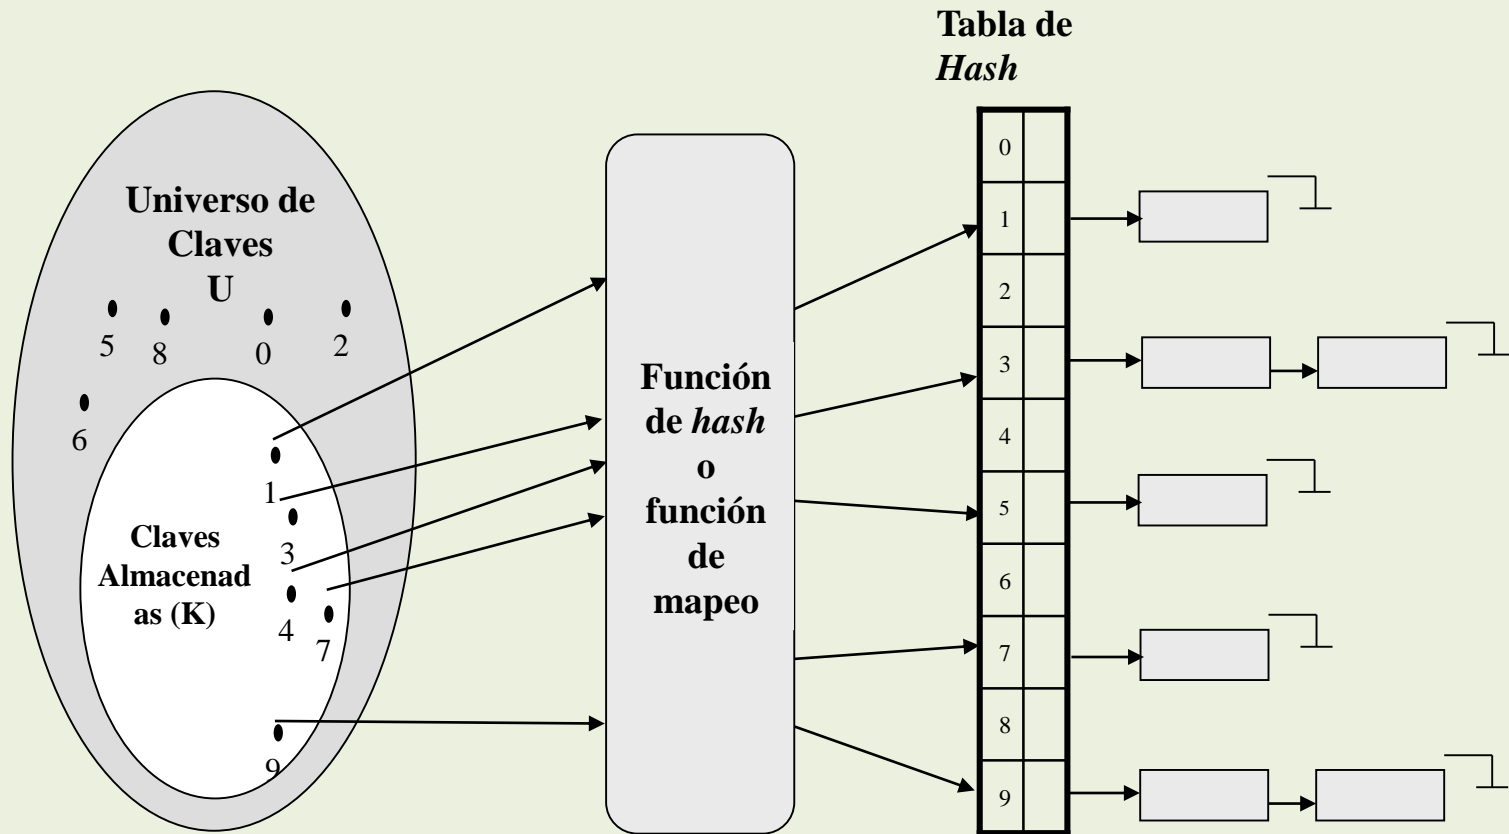 Tabla de
Hash
Universo de
Claves
U
5
8
0
2
6
1
3
4
7
9
Claves
Almacenad
as (K)
Función
de hash
o
función
de
mapeo
0
1
2
3
4
5
6
7
8
9